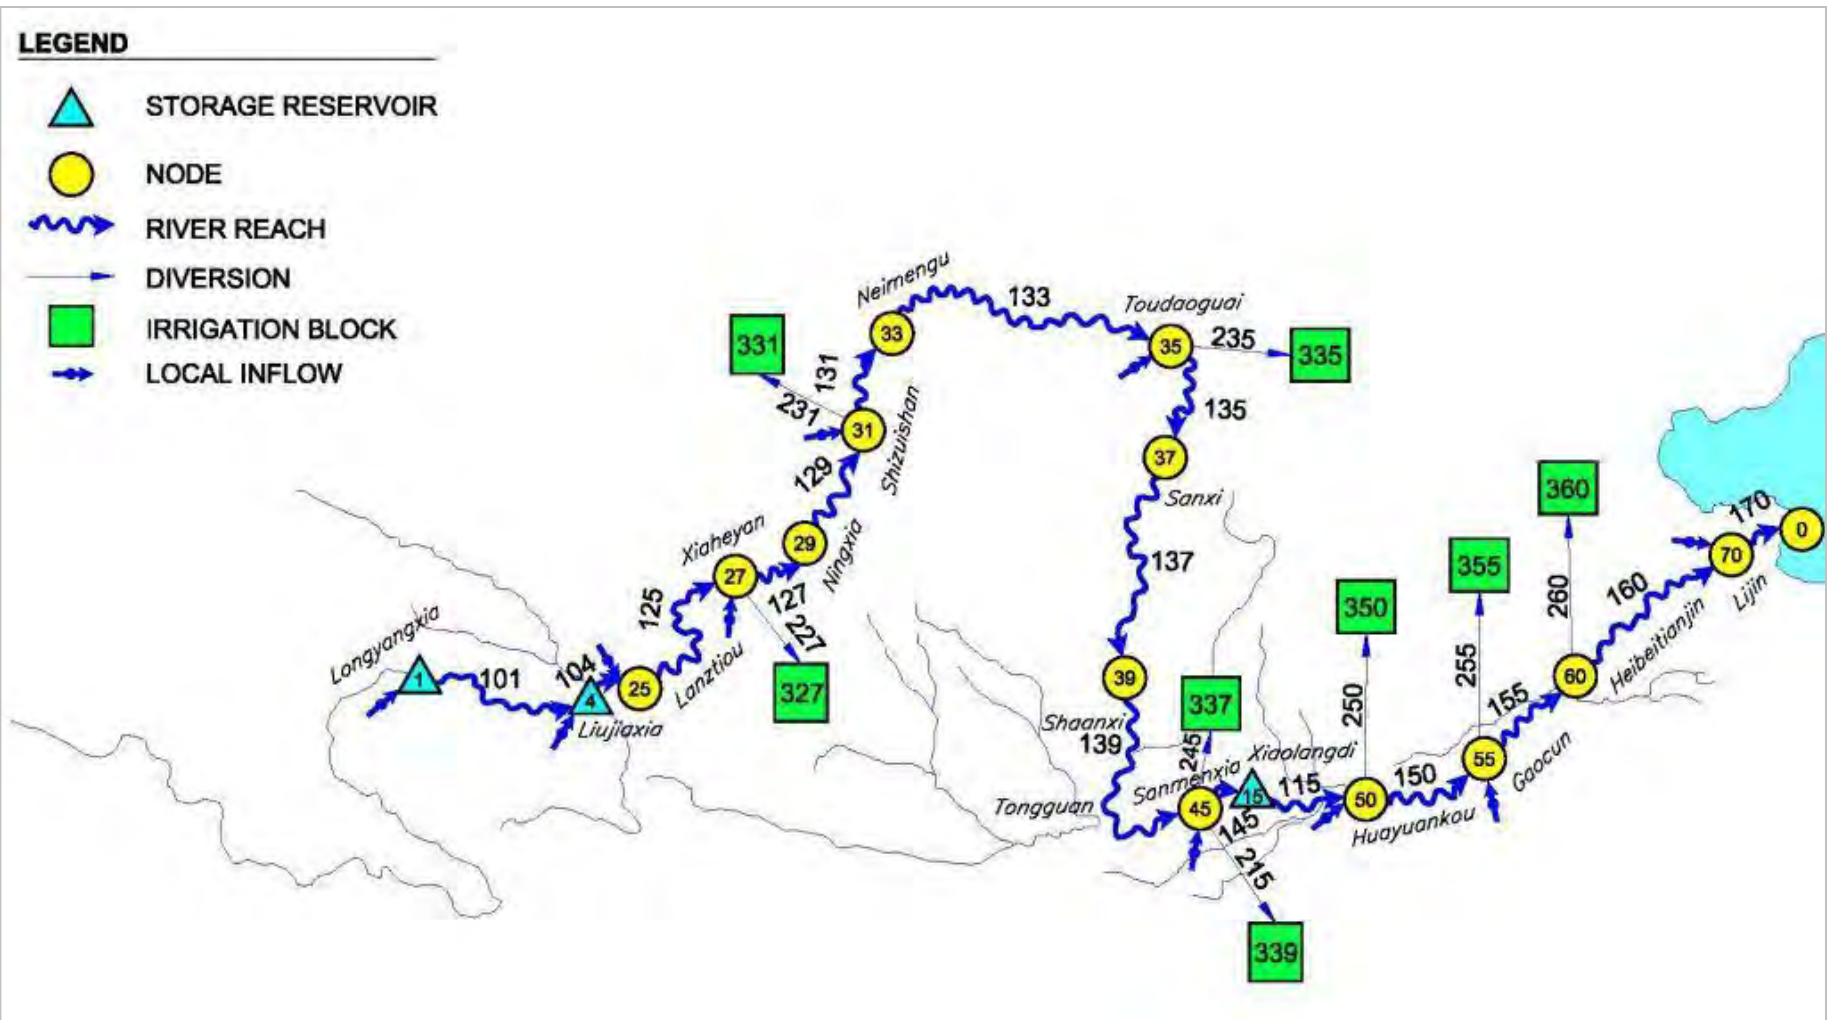 LEGEND
STORAGE RESERVOIR
NODE
RIVER REACH
DIVERSION
IRRIGATION BLOCK
LOCAL INFLOW
Longyangxia
1
101
104
4
Liujiaxia
25
Lanztiou
125
Xiaheyan
27
127
227
327
29
Ningxia
129
31
231
331
Shizuishan
131
33
Neimengu
133
Toudaoguai
35
235
335
135
37
Sanxi
137
39
Shaanxi
139
Tongguan
45
Sanmenxia
245
337
145
215
339
Xiaolangdi
15
115
50
250
350
Huayuankou
150
55
255
355
Gaocun
155
60
260
360
Heibeitianjin
160
70
Lijin
170
0